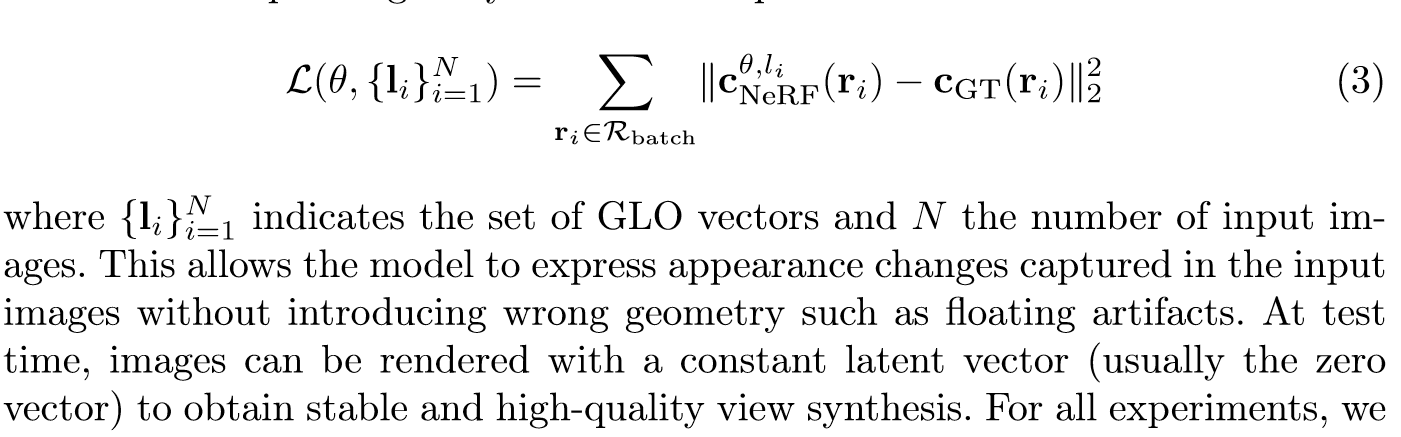 \mathcal{L}(\theta, \{\mathbf{l}_i\}_{i=1}^N) = \sum_{\mathbf{r}_i \in \mathcal{R}_{\text{batch}}} \|\mathbf{c}_{\text{NeRF}}^{\theta, l_i}(\mathbf{r}_i) - \mathbf{c}_{\text{GT}}(\mathbf{r}_i)\|_2^2 (3)
where \{\mathbf{l}_i\}_{i=1}^N indicates the set of GLO vectors and N the number of input im-
ages. This allows the model to express appearance changes captured in the input
images without introducing wrong geometry such as floating artifacts. At test
time, images can be rendered with a constant latent vector (usually the zero
vector) to obtain stable and high-quality view synthesis. For all experiments, we